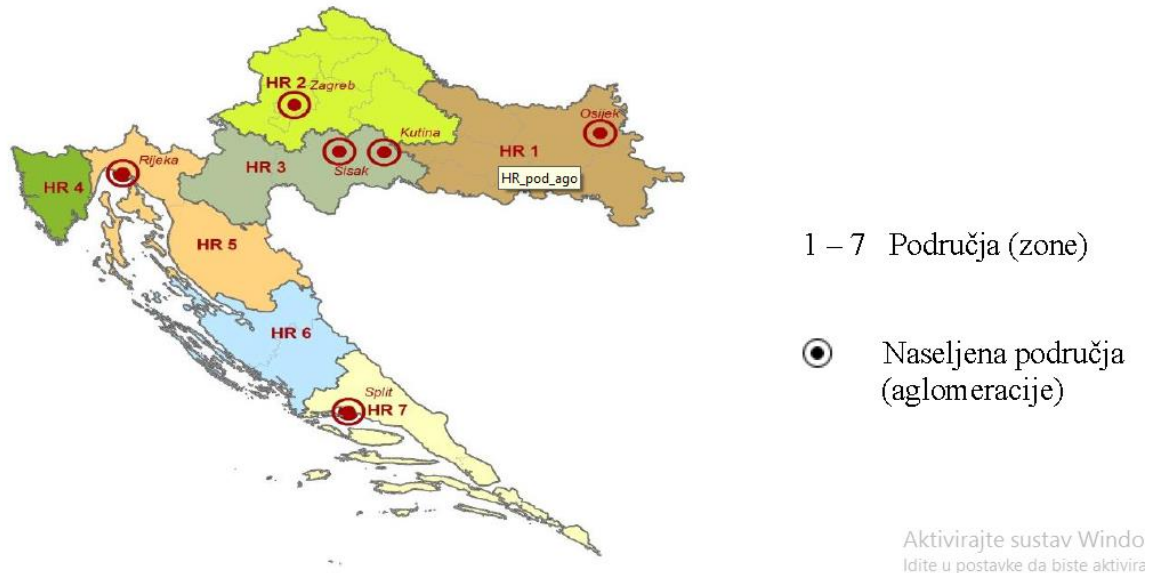 HR 2 Zagreb
Osijek
Kutina
HR 1
Rijeka
HR 3
Sisak
HR_pod_ago
HR 4
HR 5
1 – 7 Područja (zone)
HR 6
Naseljena područja
(aglomeracije)
Split
HR 7
Aktivirajte sustav Windo
Idite u postavke da biste aktivira